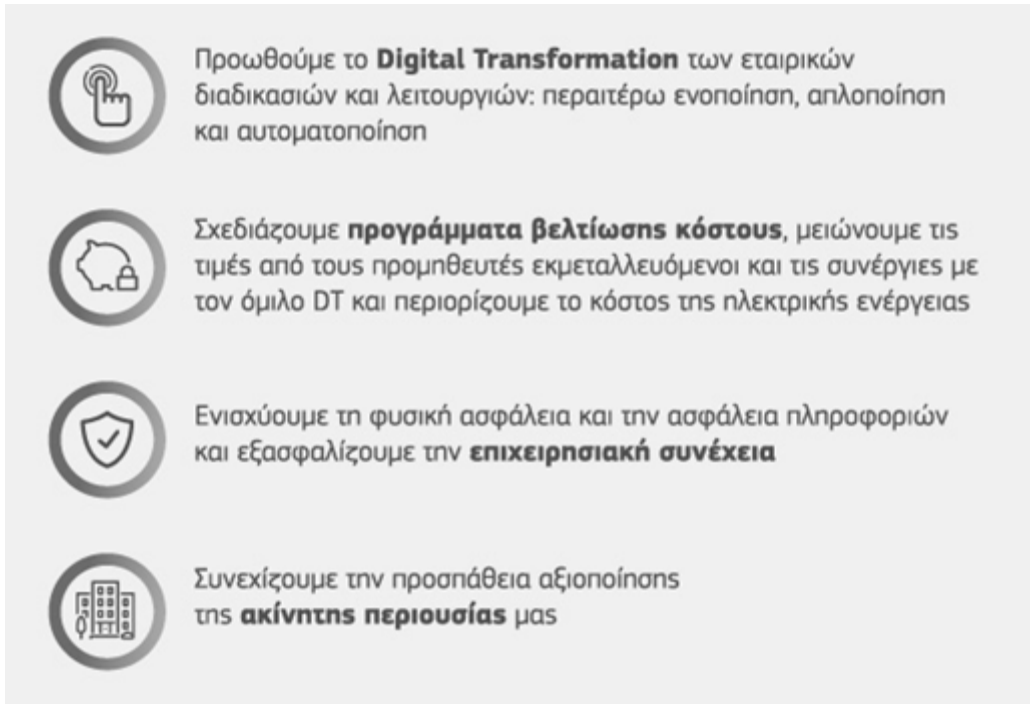 Προωθούμε το Digital Transformation των εταιρικών
διαδικασιών και λειτουργιών: περαιτέρω ενοποίηση, απλοποίηση
και αυτοματοποίηση
Σχεδιάζουμε προγράμματα βελτίωσης κόστους, μειώνουμε τις
τιμές από τους προμηθευτές εκμεταλλευόμενοι και τις συνέργιες με
τον όμιλο DT και περιορίζουμε το κόστος της ηλεκτρικής ενέργειας
Ενισχύουμε τη φυσική ασφάλεια και την ασφάλεια πληροφοριών
και εξασφαλίζουμε την επιχειρησιακή συνέχεια
Συνεχίζουμε την προσπάθεια αξιοποίησης
της ακίνητης περιουσίας μας